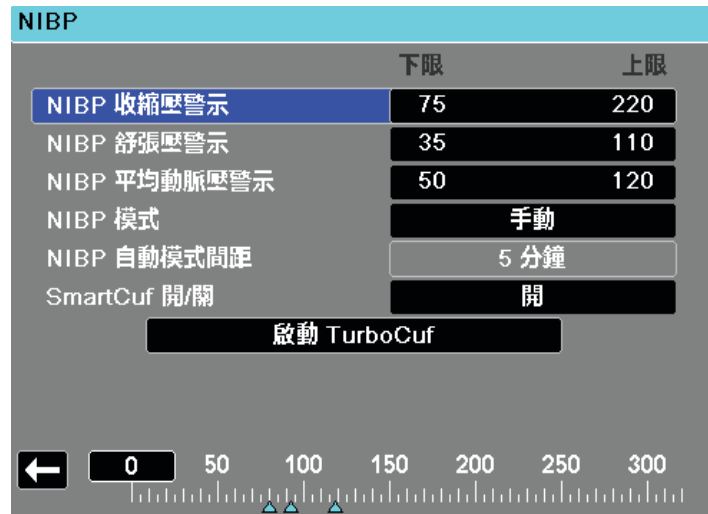 NIBP
下限 上限
NIBP 收縮壓警示 75 220
NIBP 舒張壓警示 35 110
NIBP 平均動脈壓警示 50 120
NIBP 模式 手動
NIBP 自動模式間距 5 分鐘
SmartCuf 開/關 開
啟動 TurboCuf
0 50 100 150 200 250 300